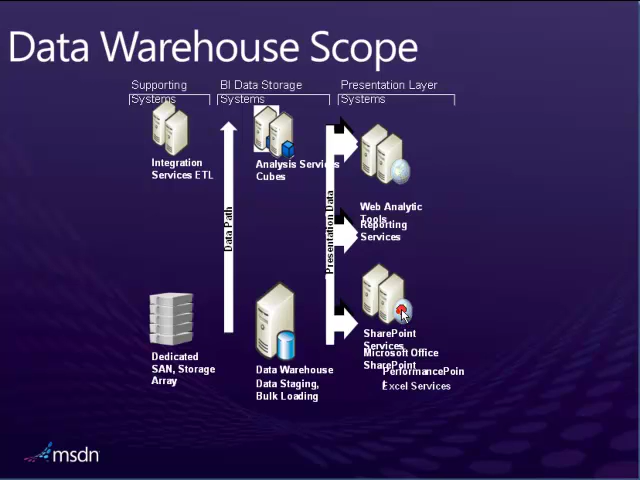 Data Warehouse Scope
Supporting
Systems
BI Data Storage
Systems
Presentation Layer
Systems
Integration
Services ETL
Analysis Services
Cubes
Data Path
Presentation Data
Web Analytic
Tools
Reporting
Services
Dedicated
SAN, Storage
Array
Data Warehouse
Data Staging,
Bulk Loading
SharePoint
Services
Microsoft Office
SharePoint
PerformancePoin
t
Excel Services
msdn